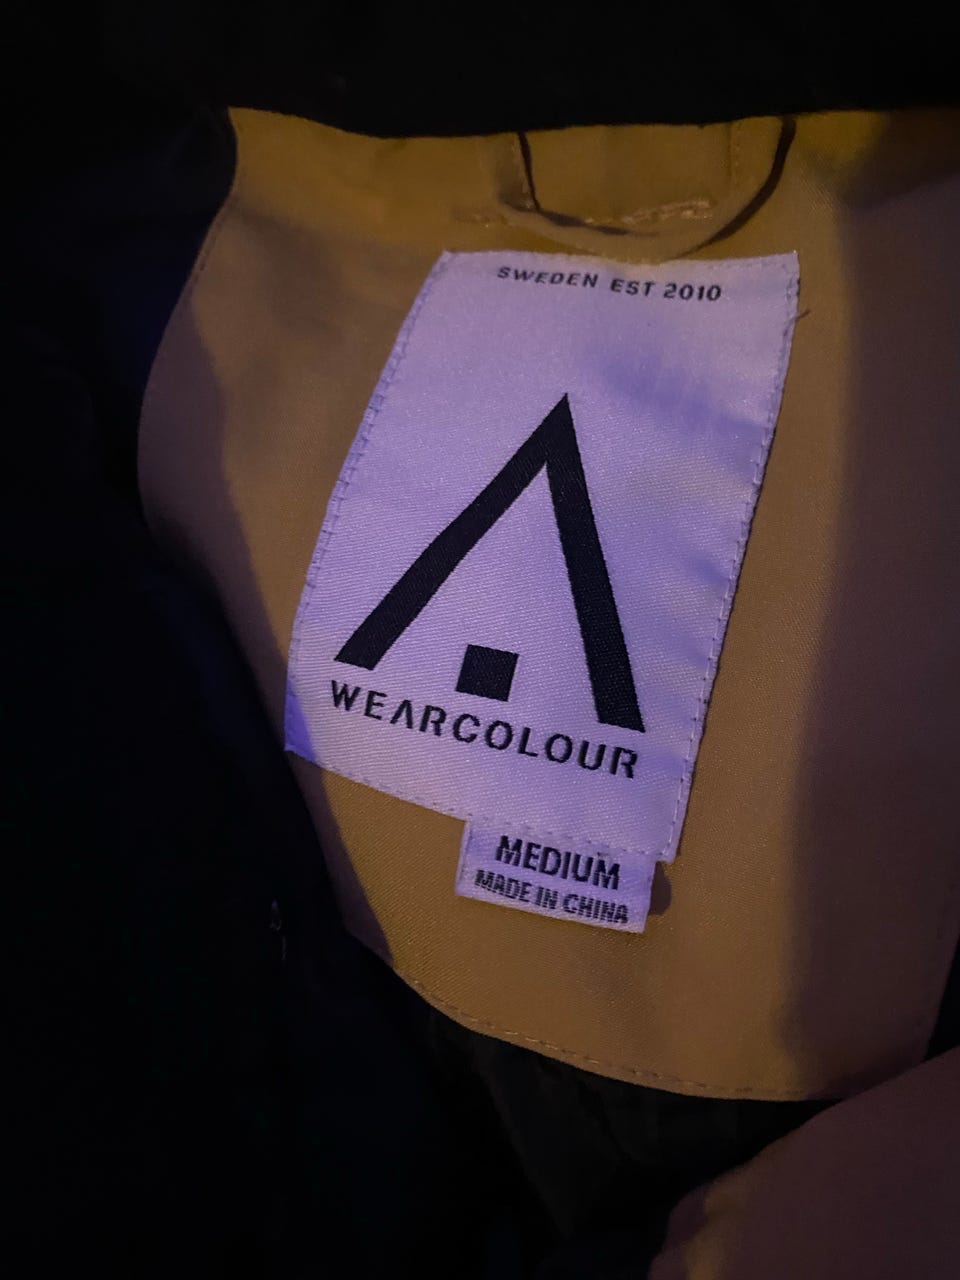 SWEDEN EST 2010
WEARCOLOUR
MEDIUM
MADE IN CHINA